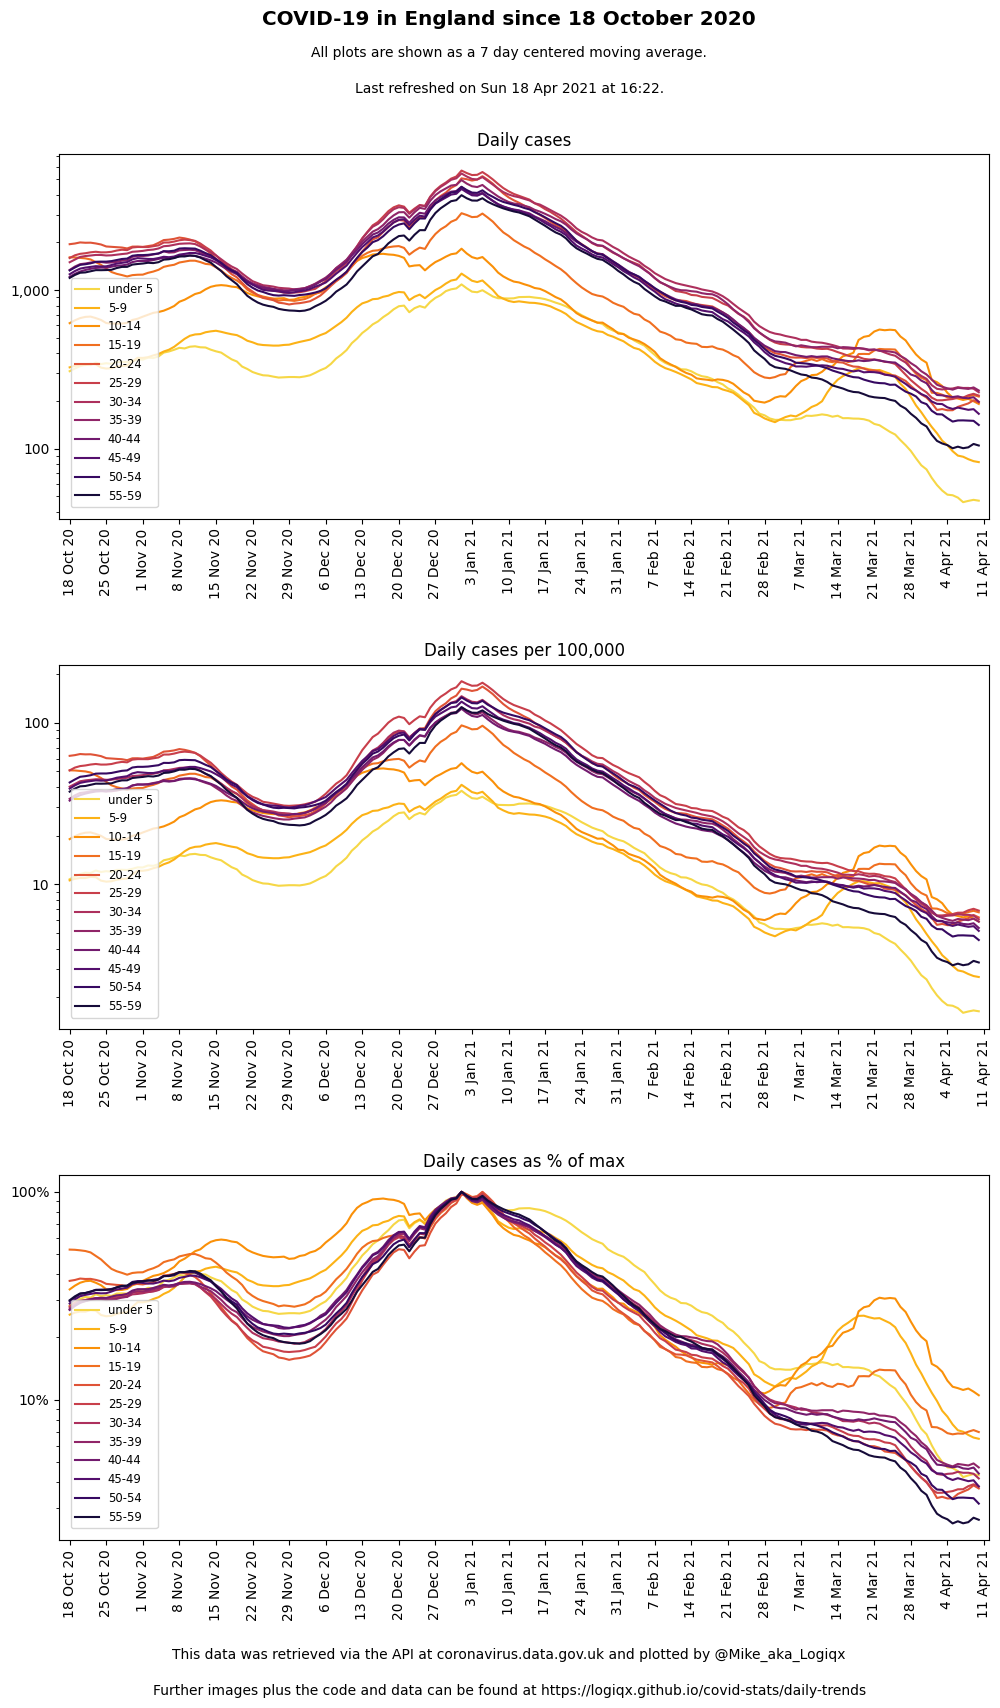 COVID-19 in England since 18 October 2020
All plots are shown as a 7 day centered moving average.
Last refreshed on Sun 18 Apr 2021 at 16:22.
Daily cases
1,000
100
under 5
5-9
10-14
15-19
20-24
25-29
30-34
35-39
40-44
45-49
50-54
55-59
18 Oct 20
25 Oct 20
1 Nov 20
8 Nov 20
15 Nov 20
22 Nov 20
29 Nov 20
6 Dec 20
13 Dec 20
20 Dec 20
27 Dec 20
3 Jan 21
10 Jan 21
17 Jan 21
24 Jan 21
31 Jan 21
7 Feb 21
14 Feb 21
21 Feb 21
28 Feb 21
7 Mar 21
14 Mar 21
21 Mar 21
28 Mar 21
4 Apr 21
11 Apr 21
Daily cases per 100,000
100
10
under 5
5-9
10-14
15-19
20-24
25-29
30-34
35-39
40-44
45-49
50-54
55-59
18 Oct 20
25 Oct 20
1 Nov 20
8 Nov 20
15 Nov 20
22 Nov 20
29 Nov 20
6 Dec 20
13 Dec 20
20 Dec 20
27 Dec 20
3 Jan 21
10 Jan 21
17 Jan 21
24 Jan 21
31 Jan 21
7 Feb 21
14 Feb 21
21 Feb 21
28 Feb 21
7 Mar 21
14 Mar 21
21 Mar 21
28 Mar 21
4 Apr 21
11 Apr 21
Daily cases as % of max
100%
10%
under 5
5-9
10-14
15-19
20-24
25-29
30-34
35-39
40-44
45-49
50-54
55-59
18 Oct 20
25 Oct 20
1 Nov 20
8 Nov 20
15 Nov 20
22 Nov 20
29 Nov 20
6 Dec 20
13 Dec 20
20 Dec 20
27 Dec 20
3 Jan 21
10 Jan 21
17 Jan 21
24 Jan 21
31 Jan 21
7 Feb 21
14 Feb 21
21 Feb 21
28 Feb 21
7 Mar 21
14 Mar 21
21 Mar 21
28 Mar 21
4 Apr 21
11 Apr 21
This data was retrieved via the API at coronavirus.data.gov.uk and plotted by @Mike_aka_Logiqx
Further images plus the code and data can be found at https://logiqx.github.io/covid-stats/daily-trends